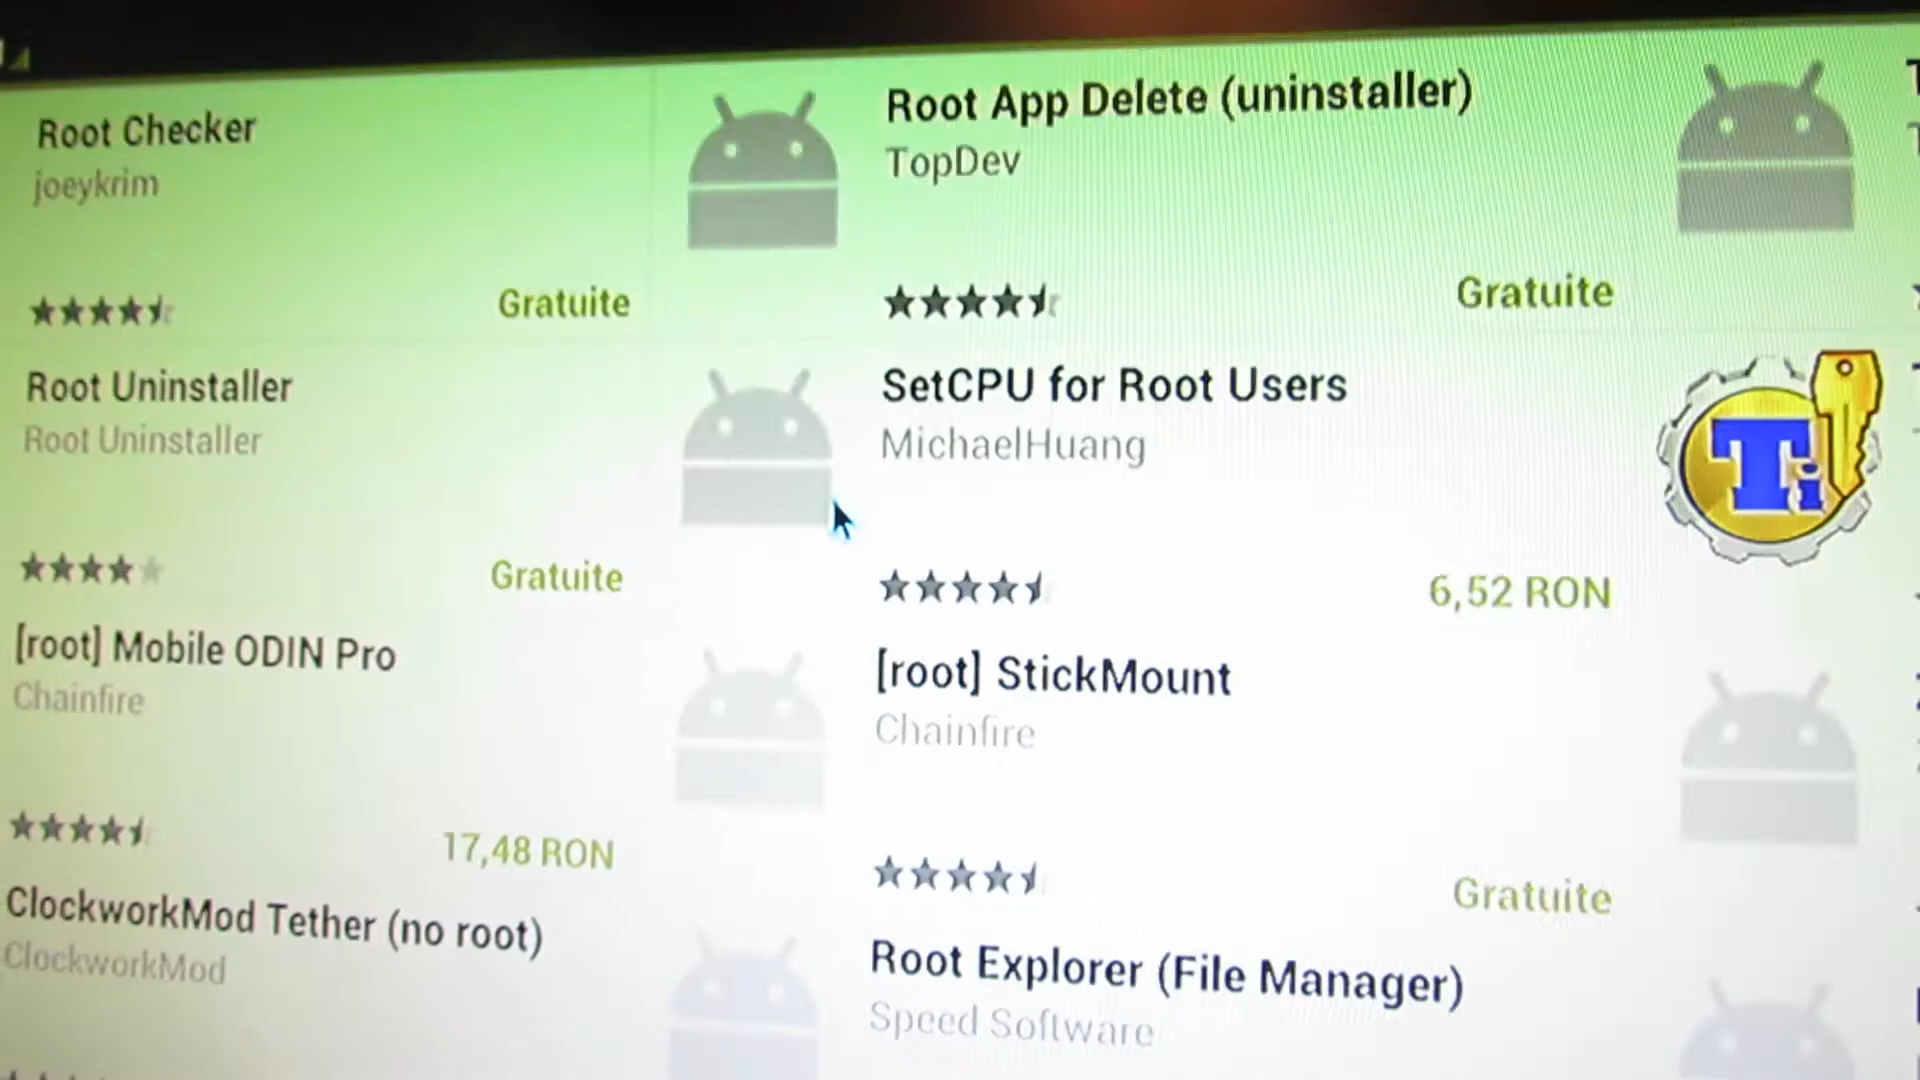 Root Checker
joeykrim
Gratuite
Root App Delete (uninstaller)
TopDev
Gratuite
Root Uninstaller
Root Uninstaller
Gratuite
SetCPU for Root Users
MichaelHuang
6,52 RON
Ti
[root] Mobile ODIN Pro
Chainfire
17,48 RON
[root] StickMount
Chainfire
Gratuite
ClockworkMod Tether (no root)
ClockworkMod
Root Explorer (File Manager)
Speed Software